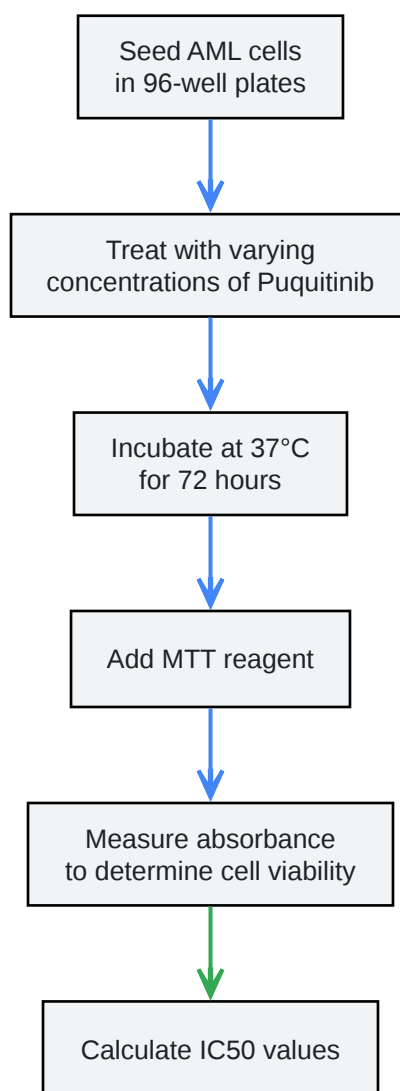 Seed AML cells
in 96-well plates
Treat with varying
concentrations of Puquitinib
Incubate at 37°C
for 72 hours
Add MTT reagent
Measure absorbance
to determine cell viability
Calculate IC50 values